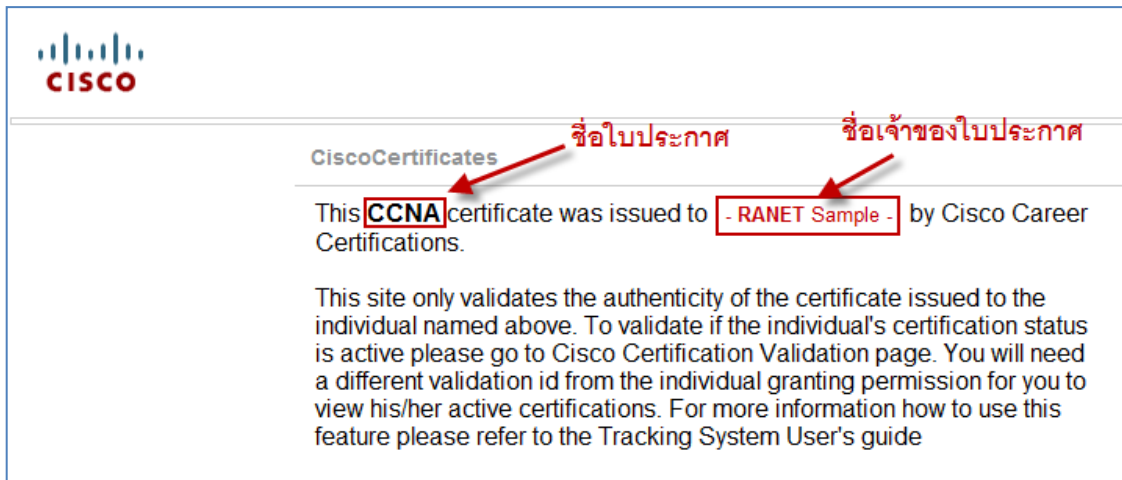 CISCO
ชื่อใบประกาศ ชื่อเจ้าของใบประกาศ
CiscoCertificates
This CCNA certificate was issued to - RANET Sample - by Cisco Career
Certifications.
This site only validates the authenticity of the certificate issued to the
individual named above. To validate if the individual's certification status
is active please go to Cisco Certification Validation page. You will need
a different validation id from the individual granting permission for you to
view his/her active certifications. For more information how to use this
feature please refer to the Tracking System User's guide